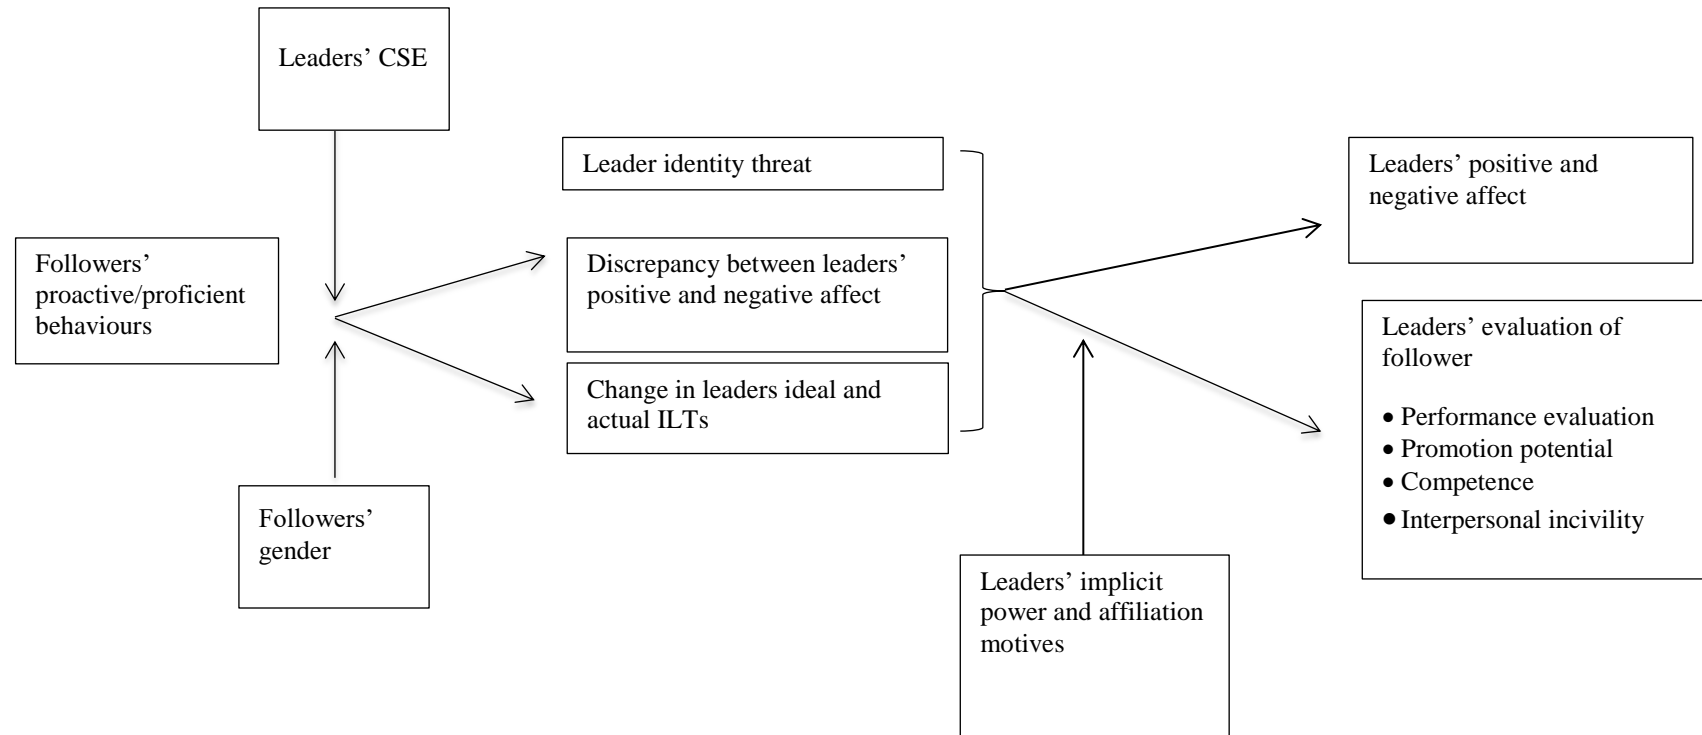 Leaders’ CSE
Followers’
proactive/proficient
behaviours
Followers’
gender
Leader identity threat
Discrepancy between leaders’
positive and negative affect
Change in leaders ideal and
actual ILTs
Leaders’ implicit
power and affiliation
motives
Leaders’ positive and
negative affect
Leaders’ evaluation of
follower
• Performance evaluation
• Promotion potential
• Competence
• Interpersonal incivility